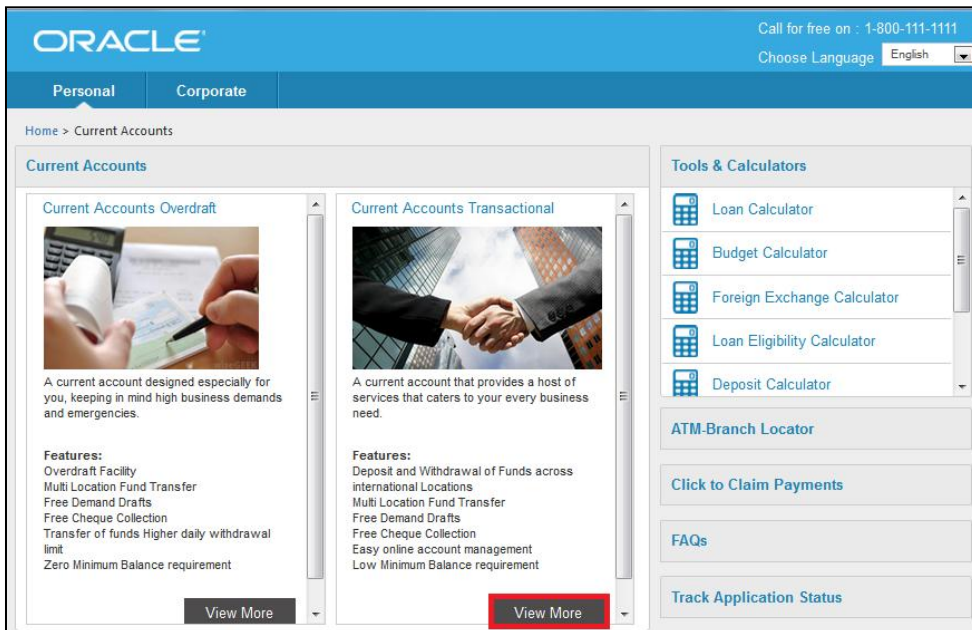 ORACLE
Call for free on : 1-800-111-1111
Choose Language English
Personal Corporate
Home > Current Accounts
Current Accounts
Current Accounts Overdraft
A current account designed especially for
you, keeping in mind high business demands
and emergencies.
Features:
Overdraft Facility
Multi Location Fund Transfer
Free Demand Drafts
Free Cheque Collection
Transfer of funds Higher daily withdrawal
limit
Zero Minimum Balance requirement
View More
Current Accounts Transactional
A current account that provides a host of
services that caters to your every business
need.
Features:
Deposit and Withdrawal of Funds across
international Locations
Multi Location Fund Transfer
Free Demand Drafts
Free Cheque Collection
Easy online account management
Low Minimum Balance requirement
View More
Tools & Calculators
Loan Calculator
Budget Calculator
Foreign Exchange Calculator
Loan Eligibility Calculator
Deposit Calculator
ATM-Branch Locator
Click to Claim Payments
FAQs
Track Application Status